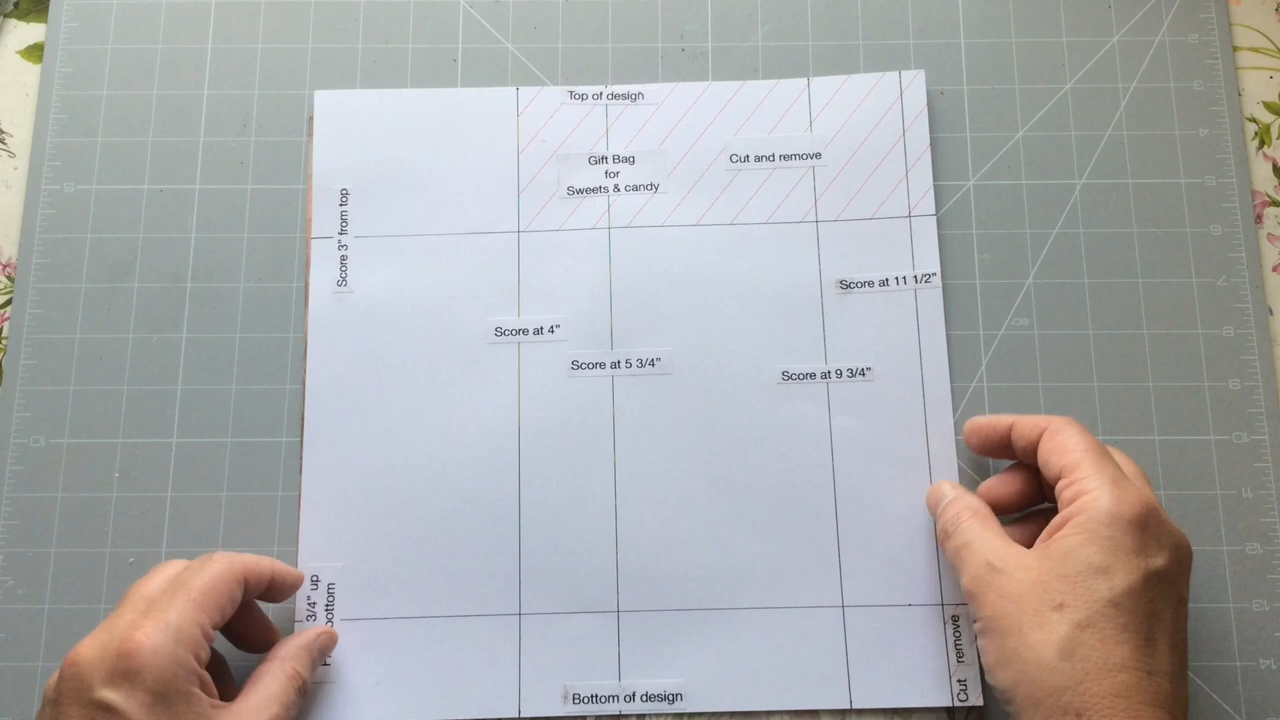 Top of design
Gift Bag
for
Sweets & candy
Cut and remove
Score 3" from top
Score at 11 1/2"
Score at 4"
Score at 5 3/4"
Score at 9 3/4"
3/4" up
bottom
Cut remove
Bottom of design